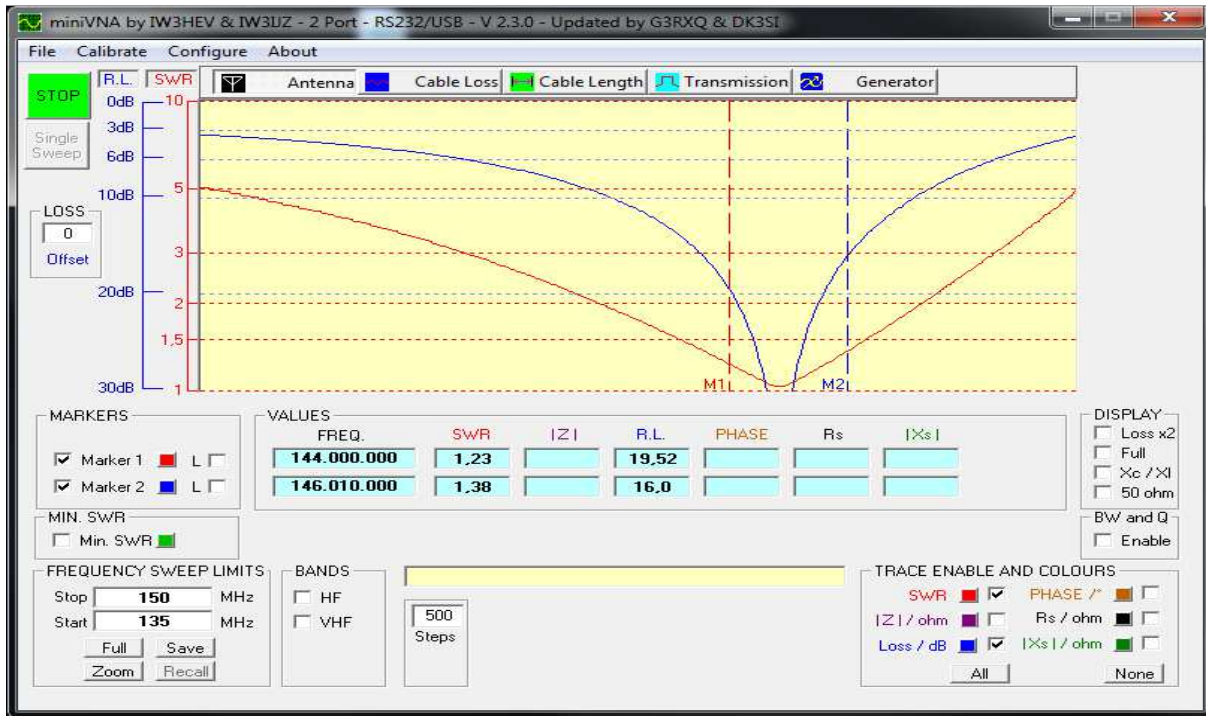 miniVNA by IW3HEV & IW3IJZ - 2 Port - RS232/USB - V 2.3.0 - Updated by G3RXQ & DK3SI
File Calibrate Configure About
STOP
Single
Sweep
R.L. SWR
Antenna Cable Loss Cable Length Transmission Generator
0dB 10
3dB
6dB
10dB 5
3
20dB
2
1,5
30dB 1
LOSS
0
Offset
M1 M2
MARKERS
Marker 1 L
Marker 2 L
VALUES
FREQ. SWR |Z| R.L. PHASE Rs |Xs|
144.000.000 1,23 19,52
146.010.000 1,38 16,0
DISPLAY
Loss x2
Full
Xc / Xl
50 ohm
MIN. SWR
Min. SWR
BW and Q
Enable
FREQUENCY SWEEP LIMITS
Stop 150 MHz
Start 135 MHz
Full Save
Zoom Recall
BANDS
HF
VHF
500
Steps
TRACE ENABLE AND COLOURS
SWR PHASE /°
|Z| / ohm Rs / ohm
Loss / dB |Xs| / ohm
All None